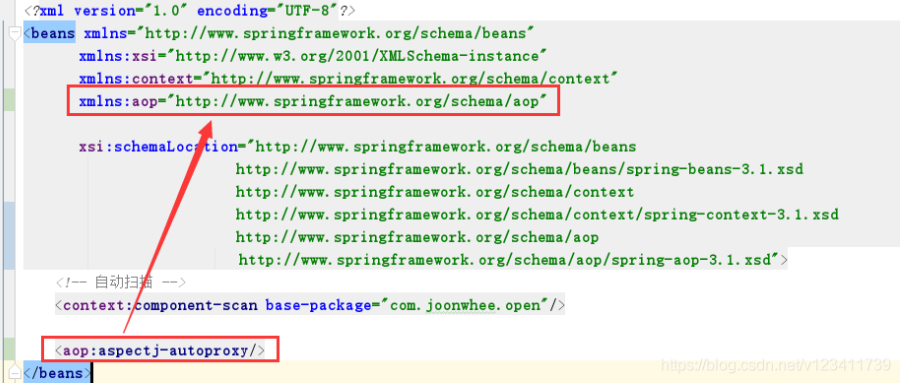 <?xml version="1.0" encoding="UTF-8"?>
<beans xmlns="http://www.springframework.org/schema/beans"
xmlns:xsi="http://www.w3.org/2001/XMLSchema-instance"
xmlns:context="http://www.springframework.org/schema/context"
xmlns:aop="http://www.springframework.org/schema/aop"
xsi:schemaLocation="http://www.springframework.org/schema/beans
http://www.springframework.org/schema/beans/spring-beans-3.1.xsd
http://www.springframework.org/schema/context
http://www.springframework.org/schema/context/spring-context-3.1.xsd
http://www.springframework.org/schema/aop
http://www.springframework.org/schema/aop/spring-aop-3.1.xsd">
<!-- 自动扫描 -->
<context:component-scan base-package="com.joonwhee.open"/>
<aop:aspectj-autoproxy/>
</beans>
https://blog.csdn.net/v123411739